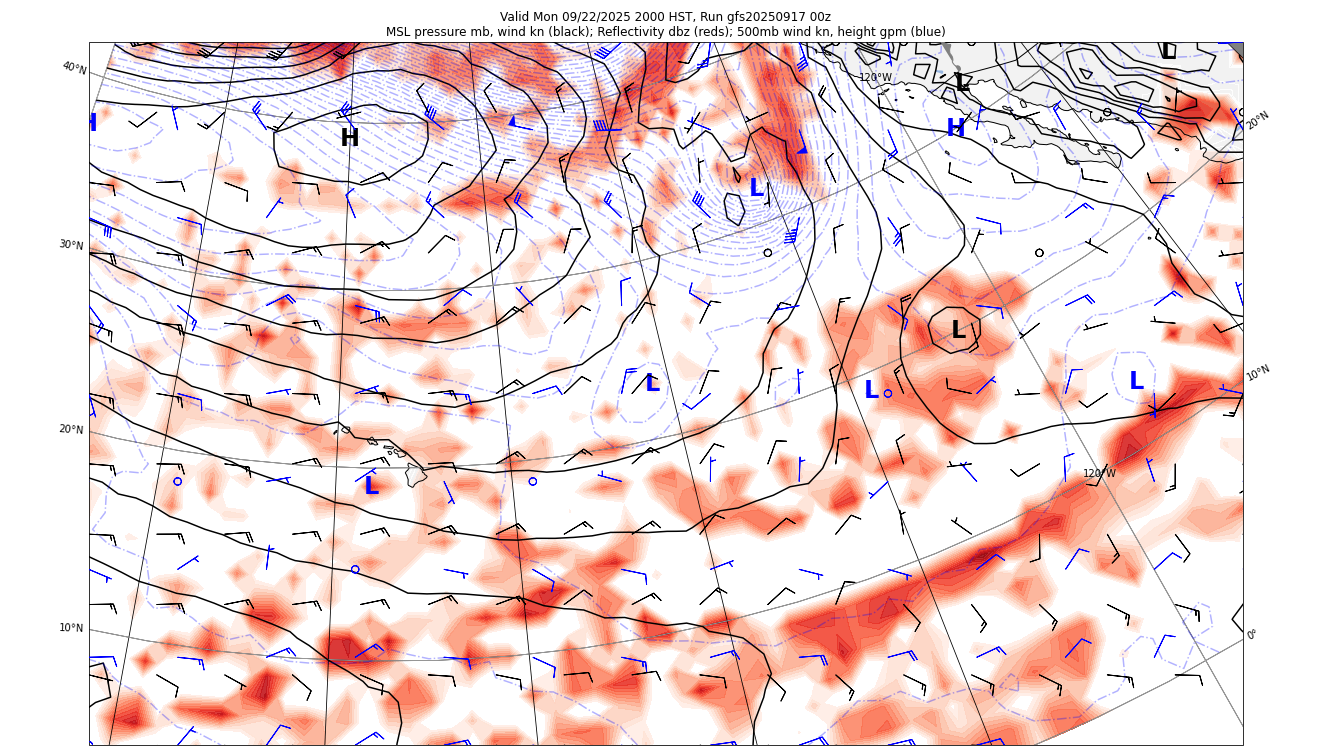 Valid Mon 09/22/2025 2000 HST, Run gfs20250917 00z
MSL pressure mb, wind kn (black); Reflectivity dbz (reds); 500mb wind kn, height gpm (blue)
L
40°N
120°W
L
H
H
20°N
H
L
30°N
L
10°N
L
L
L
20°N
120°W
L
10°N
0°